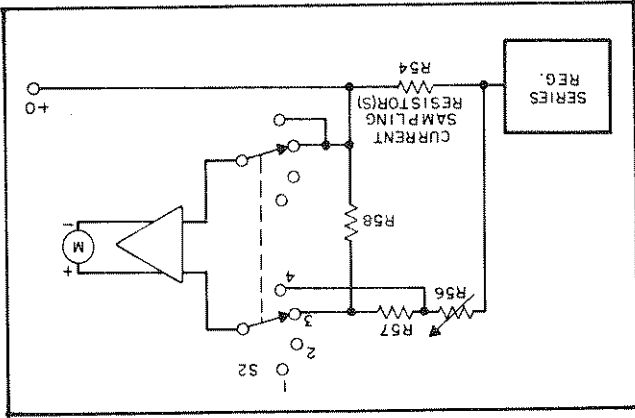 1
S2
2
3
R57
R56
4
+
M
-
R58
CURRENT
SAMPLING
RESISTOR(S)
R54
SERIES
REG.
+O